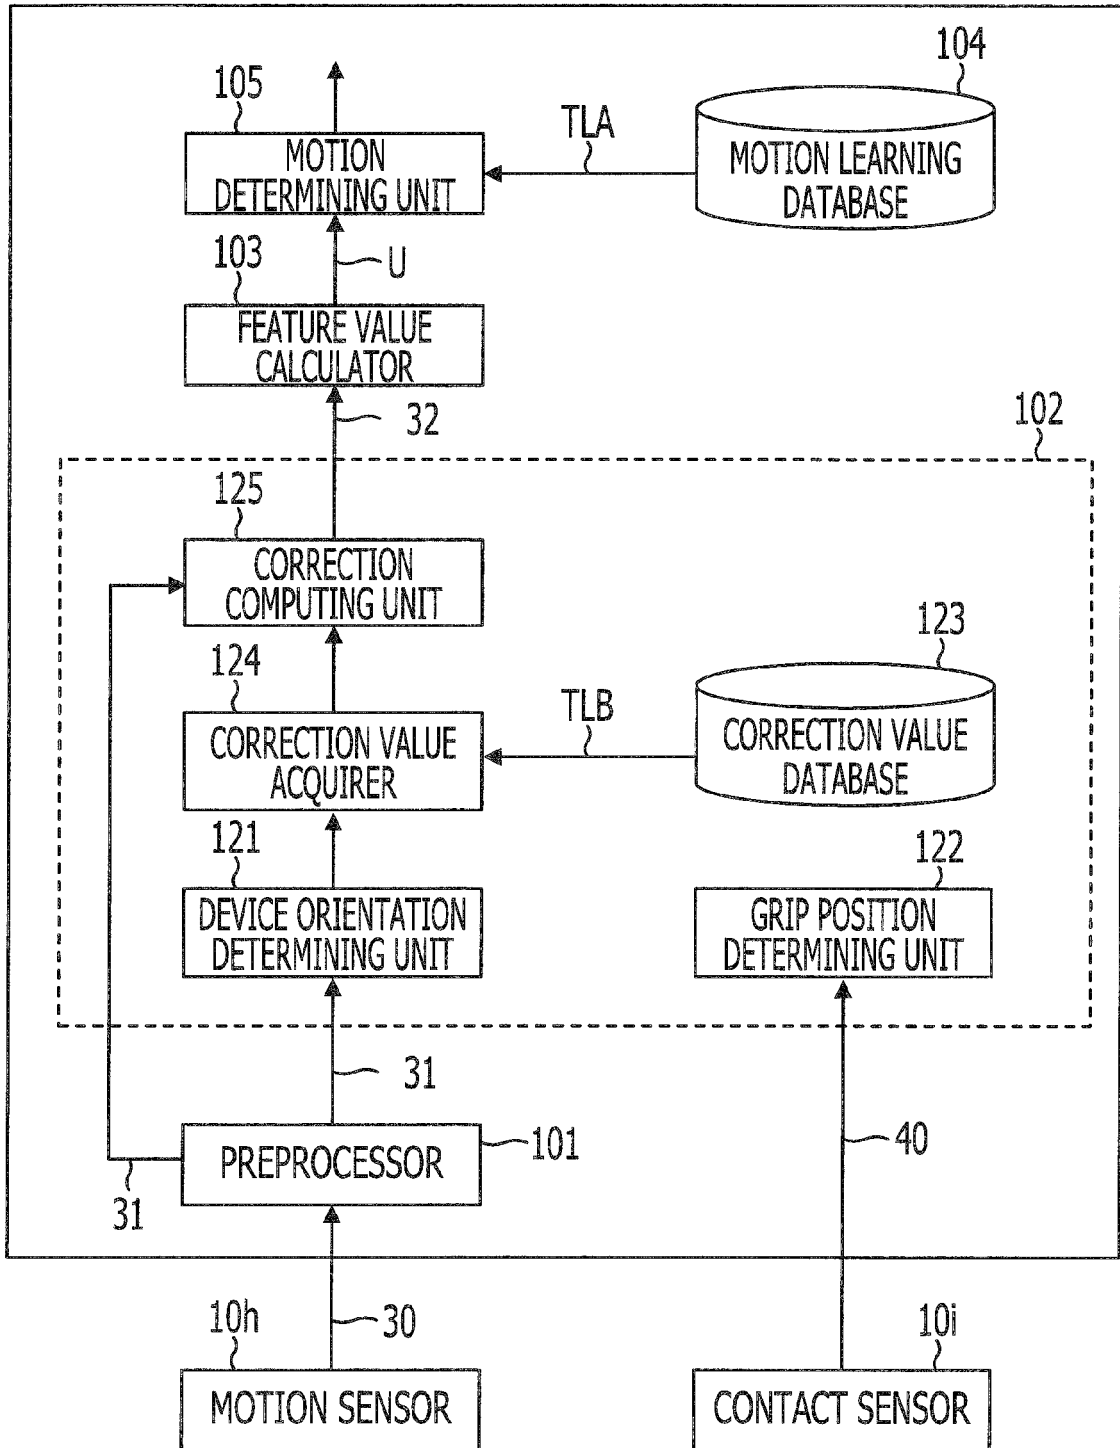 104
105
TLA
MOTION
DETERMINING UNIT
MOTION LEARNING
DATABASE
103
U
FEATURE VALUE
CALCULATOR
32
102
125
CORRECTION
COMPUTING UNIT
123
124
TLB
CORRECTION VALUE
ACQUIRER
CORRECTION VALUE
DATABASE
121
122
DEVICE ORIENTATION
DETERMINING UNIT
GRIP POSITION
DETERMINING UNIT
31
PREPROCESSOR
101
40
31
10h
30
10i
MOTION SENSOR
CONTACT SENSOR